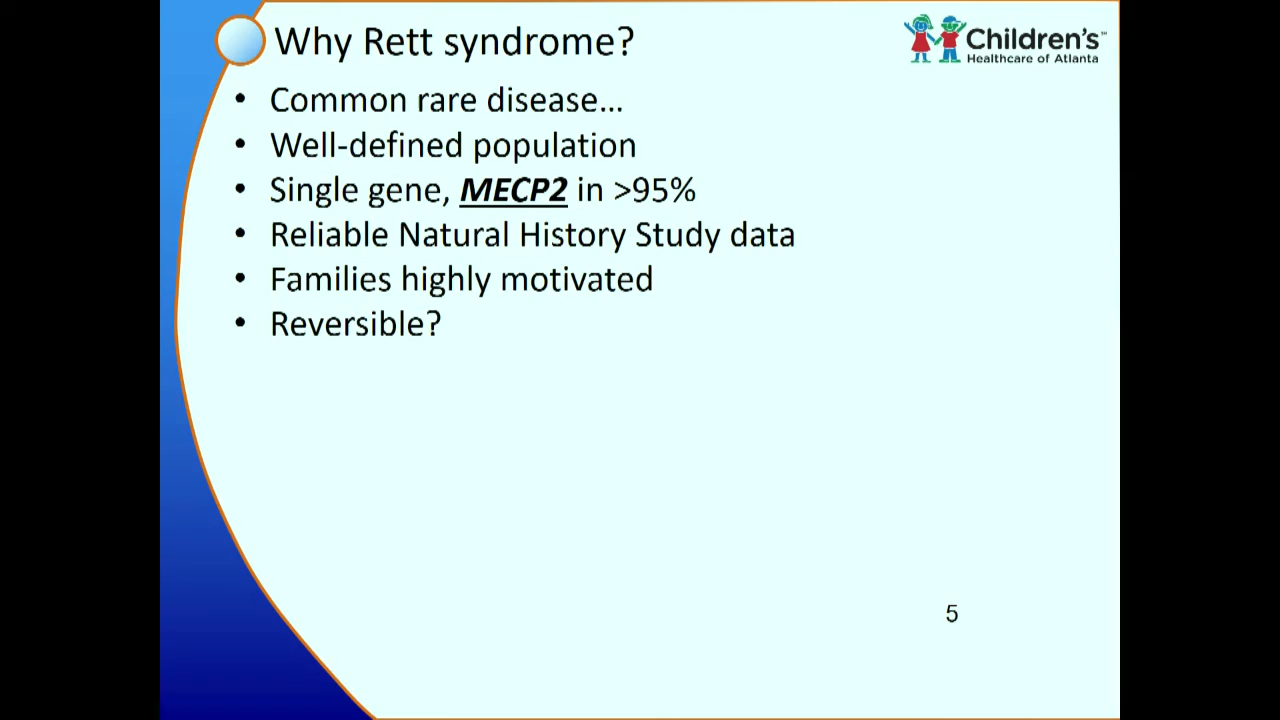 Why Rett syndrome?
Children's™
Healthcare of Atlanta
• Common rare disease…
• Well-defined population
• Single gene, MECP2 in >95%
• Reliable Natural History Study data
• Families highly motivated
• Reversible?
5